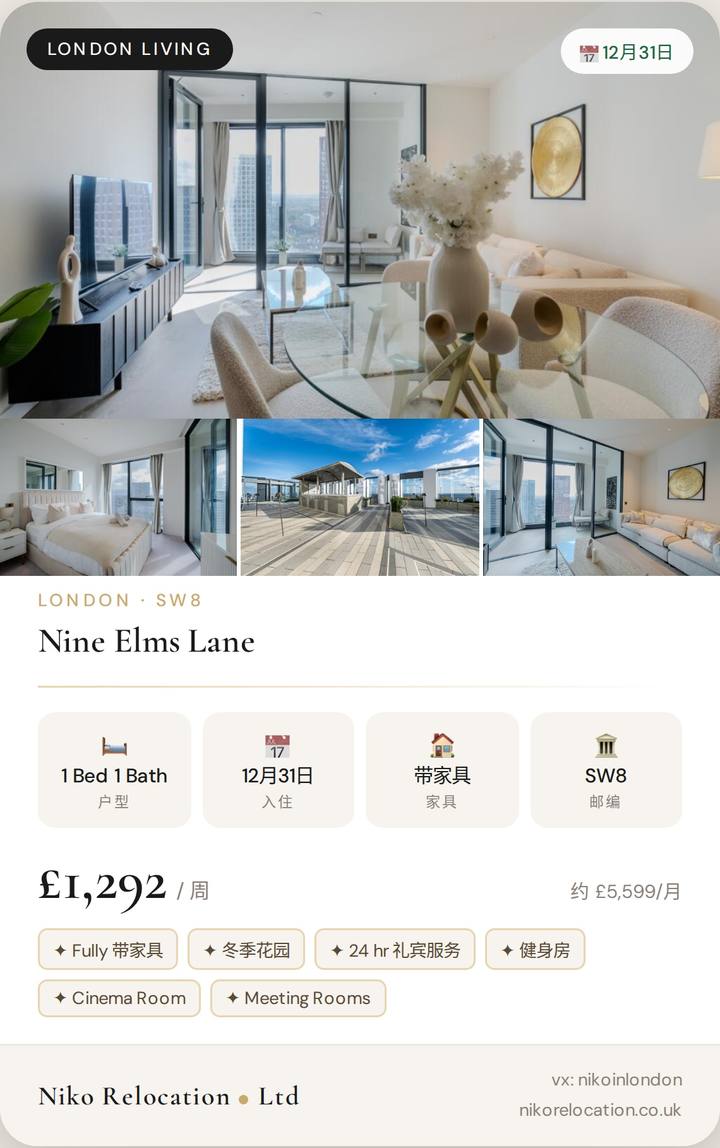 LONDON LIVING
📅 12月31日
LONDON · SW8
Nine Elms Lane
1 Bed 1 Bath
户型
12月31日
入住
带家具
家具
SW8
邮编
£1,292 / 周
约 £5,599/月
✦ Fully 带家具
✦ 冬季花园
✦ 24 hr 礼宾服务
✦ 健身房
✦ Cinema Room
✦ Meeting Rooms
Niko Relocation • Ltd
vx: nikoinlondon
nikorelocation.co.uk